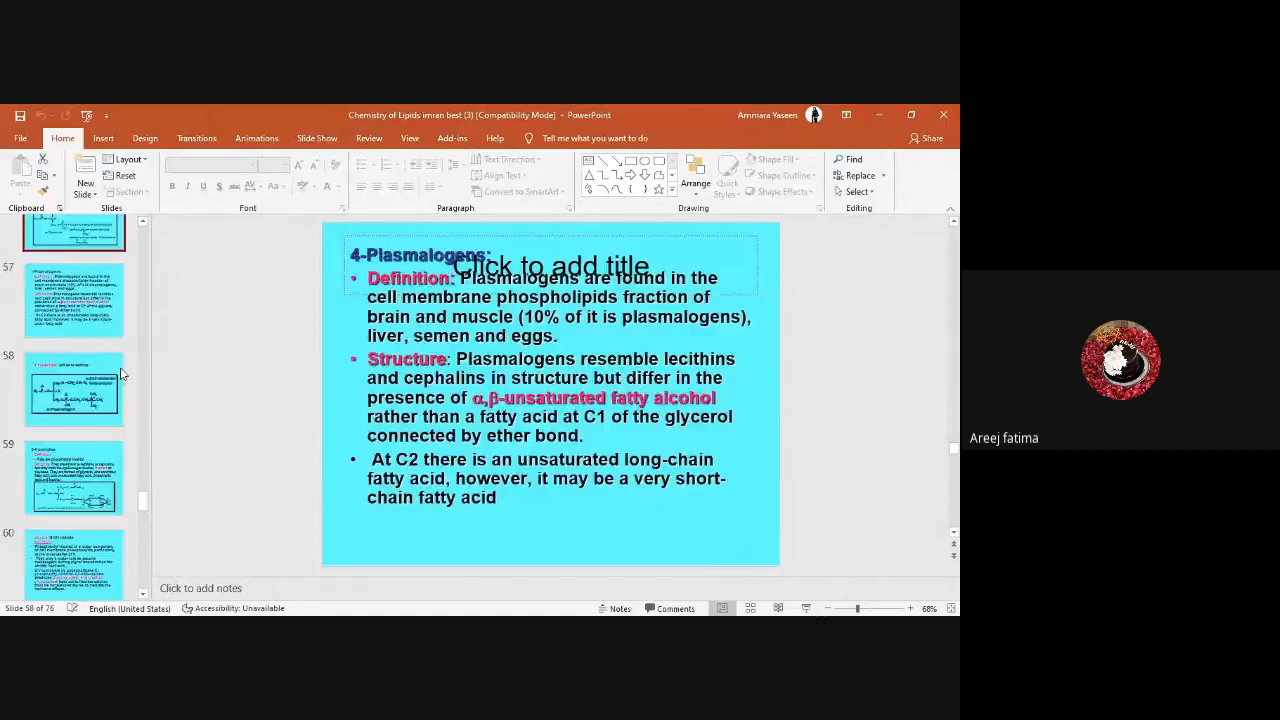 Chemistry of Lipids imran best (3) [Compatibility Mode] - PowerPoint
Ammara Yaseen
File Home Insert Design Transitions Animations Slide Show Review View Add-ins Help Tell me what you want to do Share
Paste
New Slide
Layout
Reset
Section
Text Direction
Align Text
Convert to SmartArt
Arrange
Quick Styles
Shape Fill
Shape Outline
Shape Effects
Find
Replace
Select
Clipboard Slides Font Paragraph Drawing Editing
57
58
59
60
Click to add title
4-Plasmalogens:
• Definition: Plasmalogens are found in the
cell membrane phospholipids fraction of
brain and muscle (10% of it is plasmalogens),
liver, semen and eggs.
• Structure: Plasmalogens resemble lecithins
and cephalins in structure but differ in the
presence of α,β-unsaturated fatty alcohol
rather than a fatty acid at C1 of the glycerol
connected by ether bond.
• At C2 there is an unsaturated long-chain
fatty acid, however, it may be a very short-
chain fatty acid
Areej fatima
Click to add notes
Slide 58 of 76 English (United States) Accessibility: Unavailable Notes Comments 68%